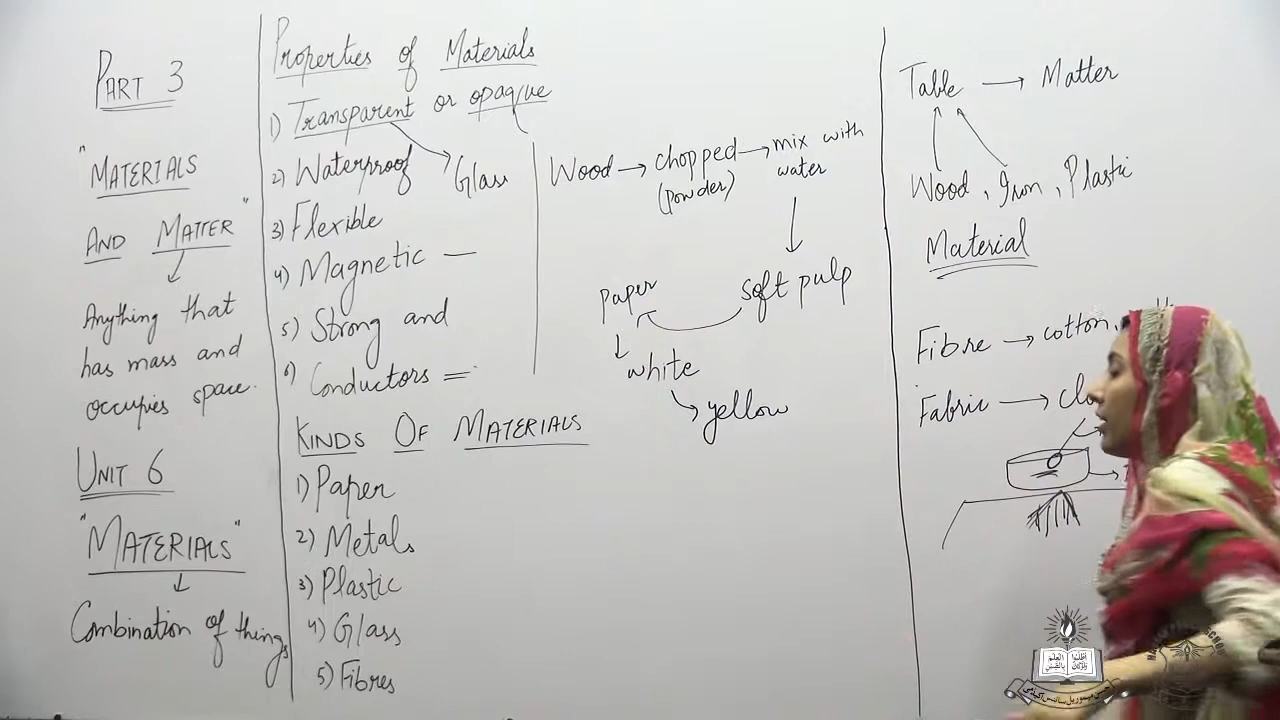 PART 3
"MATERIALS
AND MATTER"
Anything that
has mass and
occupies space.
UNIT 6
"MATERIALS"
Combination of things
Properties of Materials
1) Transparent or opaque
Glass
2) Waterproof
3) Flexible
4) Magnetic —
5) Strong and
6) Conductors =
KINDS OF MATERIALS
1) Paper
2) Metals
3) Plastic
4) Glass
5) Fibres
Wood → chopped → mix with
(Powder) water
soft pulp
Paper
white
yellow
Table → Matter
Wood, Iron, Plastic
Material
Fibre → cotton,
Fabric →